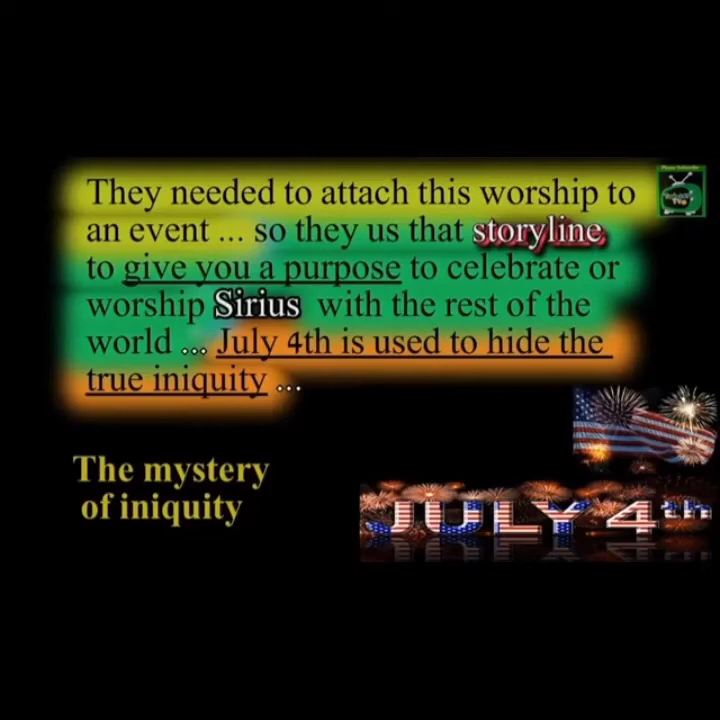 They needed to attach this worship to
an event ... so they us that storyline
to give you a purpose to celebrate or
worship Sirius with the rest of the
world ... July 4th is used to hide the
true iniquity ...
The mystery
of iniquity
JULY 4th